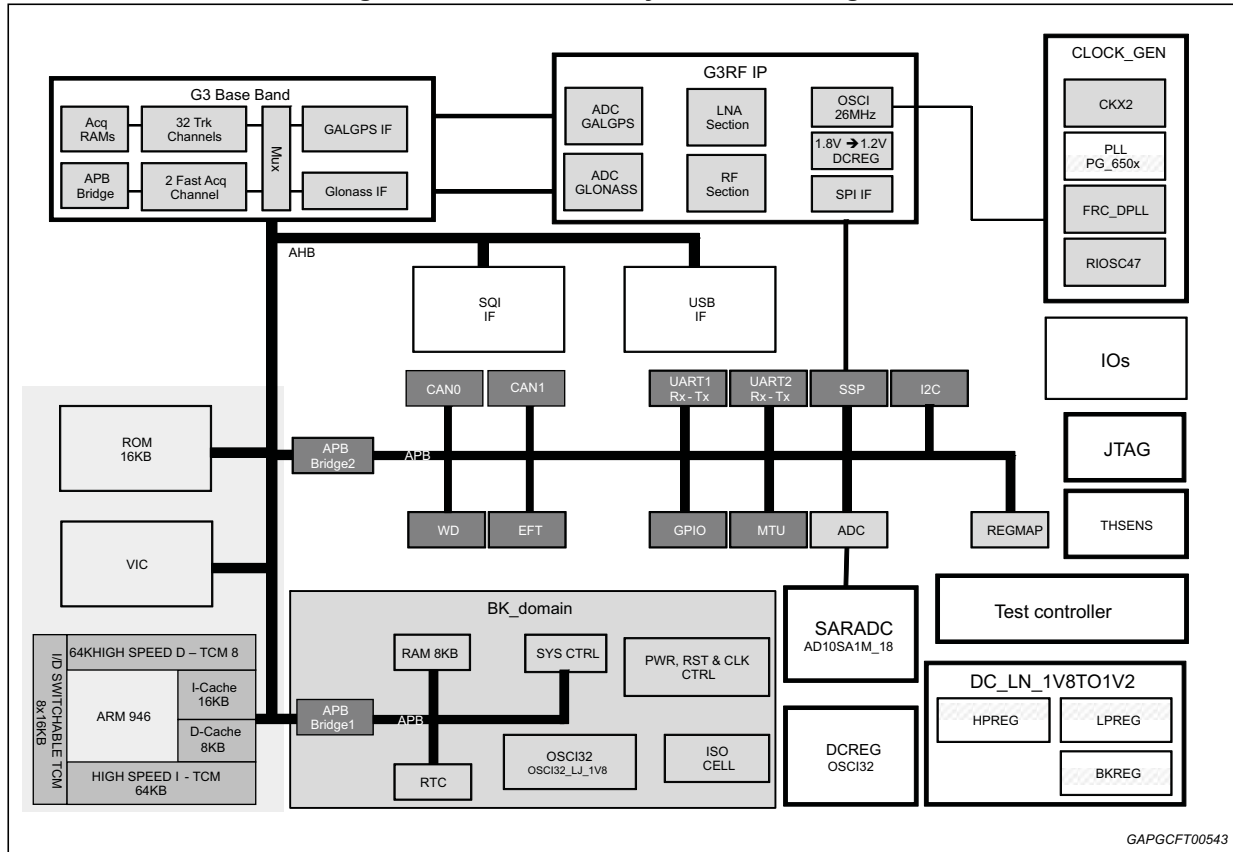 G3 Base Band
Acq
RAMs
32 Trk
Channels
Mux
GALGPS IF
APB
Bridge
2 Fast Acq
Channel
Glonass IF
G3RF IP
ADC
GALGPS
LNA
Section
OSCI
26MHz
1.8V ➔ 1.2V
DCREG
ADC
GLONASS
RF
Section
SPI IF
CLOCK_GEN
CKX2
PLL
PG_650x
FRC_DPLL
RIOSC47
AHB
SQI
IF
USB
IF
IOs
CAN0
CAN1
UART1
Rx - Tx
UART2
Rx - Tx
SSP
I2C
ROM
16KB
APB
Bridge2
APB
JTAG
WD
EFT
GPIO
MTU
ADC
REGMAP
THSENS
VIC
BK_domain
RAM 8KB
SYS CTRL
PWR, RST & CLK
CTRL
SARADC
AD10SA1M_18
Test controller
64KHIGH SPEED D – TCM 8
I/D SWITCHABLE TCM
8x16KB
ARM 946
I-Cache
16KB
D-Cache
8KB
HIGH SPEED I - TCM
64KB
APB
Bridge1
APB
RTC
OSCI32
OSCI32_LJ_1V8
ISO
CELL
DCREG
OSCI32
DC_LN_1V8TO1V2
HPREG
LPREG
BKREG
GAPGCFT00543